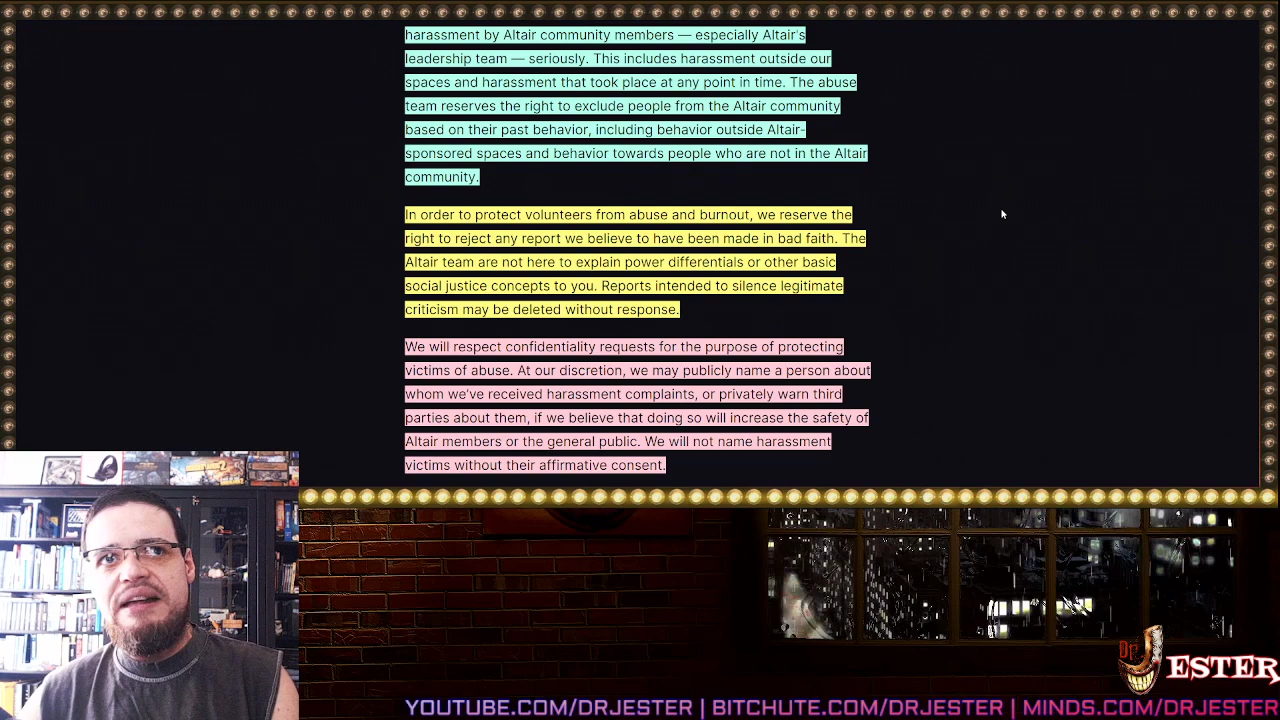 harassment by Altair community members — especially Altair's
leadership team — seriously. This includes harassment outside our
spaces and harassment that took place at any point in time. The abuse
team reserves the right to exclude people from the Altair community
based on their past behavior, including behavior outside Altair-
sponsored spaces and behavior towards people who are not in the Altair
community.
In order to protect volunteers from abuse and burnout, we reserve the
right to reject any report we believe to have been made in bad faith. The
Altair team are not here to explain power differentials or other basic
social justice concepts to you. Reports intended to silence legitimate
criticism may be deleted without response.
We will respect confidentiality requests for the purpose of protecting
victims of abuse. At our discretion, we may publicly name a person about
whom we've received harassment complaints, or privately warn third
parties about them, if we believe that doing so will increase the safety of
Altair members or the general public. We will not name harassment
victims without their affirmative consent.
Dr JESTER
YOUTUBE.COM/DRJESTER | BITCHUTE.COM/DRJESTER | MINDS.COM/DRJESTER